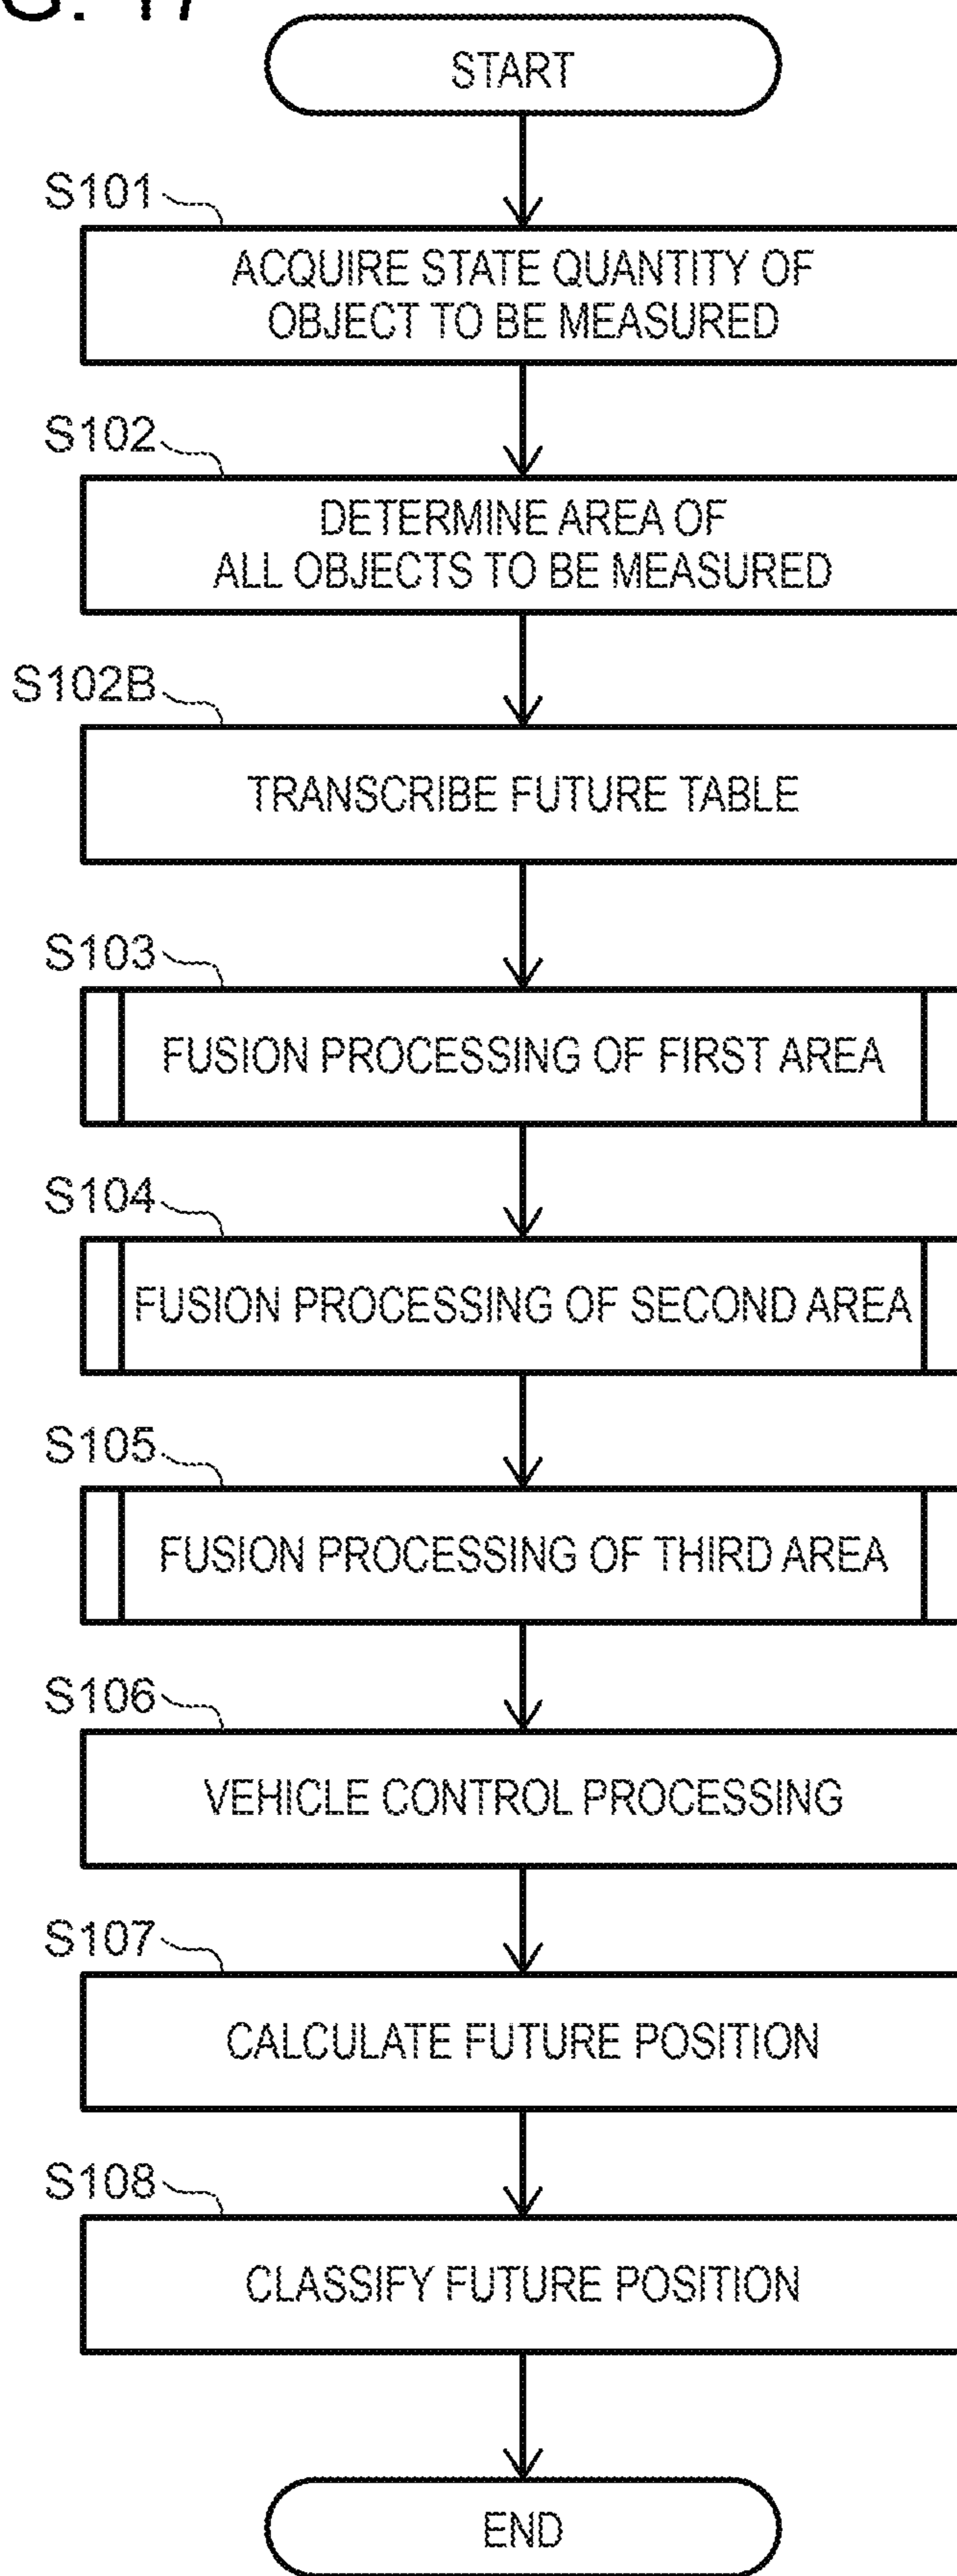 START
S101
ACQUIRE STATE QUANTITY OF
OBJECT TO BE MEASURED
S102
DETERMINE AREA OF
ALL OBJECTS TO BE MEASURED
S102B
TRANSCRIBE FUTURE TABLE
S103
FUSION PROCESSING OF FIRST AREA
S104
FUSION PROCESSING OF SECOND AREA
S105
FUSION PROCESSING OF THIRD AREA
S106
VEHICLE CONTROL PROCESSING
S107
CALCULATE FUTURE POSITION
S108
CLASSIFY FUTURE POSITION
END